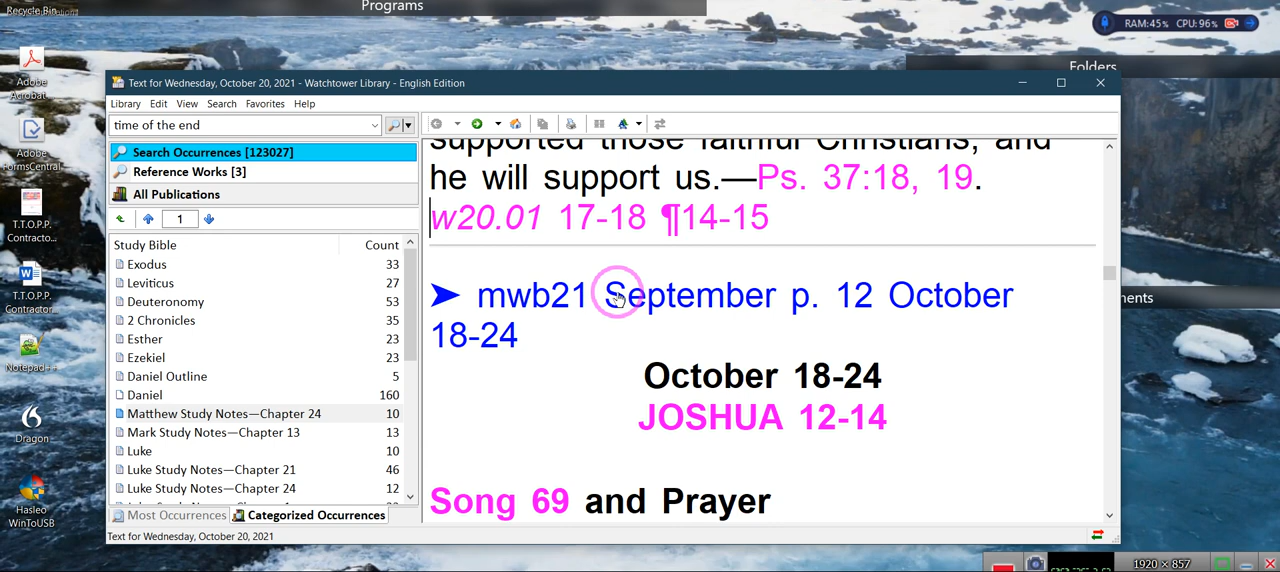 Recycle Bin
Programs
RAM:45% CPU:96%
Folders
Adobe
Acrobat...
Adobe
FormsCentral
T.T.O.P.P.
Contracto...
T.T.O.P.P.
Contractor...
Notepad++
Dragon
Hasleo
WinToUSB
Text for Wednesday, October 20, 2021 - Watchtower Library - English Edition
Library Edit View Search Favorites Help
time of the end
Search Occurrences [123027]
Reference Works [3]
All Publications
1
Study Bible Count
Exodus 33
Leviticus 27
Deuteronomy 53
2 Chronicles 35
Esther 23
Ezekiel 23
Daniel Outline 5
Daniel 160
Matthew Study Notes—Chapter 24 10
Mark Study Notes—Chapter 13 13
Luke 10
Luke Study Notes—Chapter 21 46
Luke Study Notes—Chapter 24 12
Most Occurrences Categorized Occurrences
Text for Wednesday, October 20, 2021
supported those faithful Christians, and
he will support us.—Ps. 37:18, 19.
w20.01 17-18 ¶14-15
➤ mwb21 September p. 12 October
18-24
October 18-24
JOSHUA 12-14
Song 69 and Prayer
ments
1920 × 857